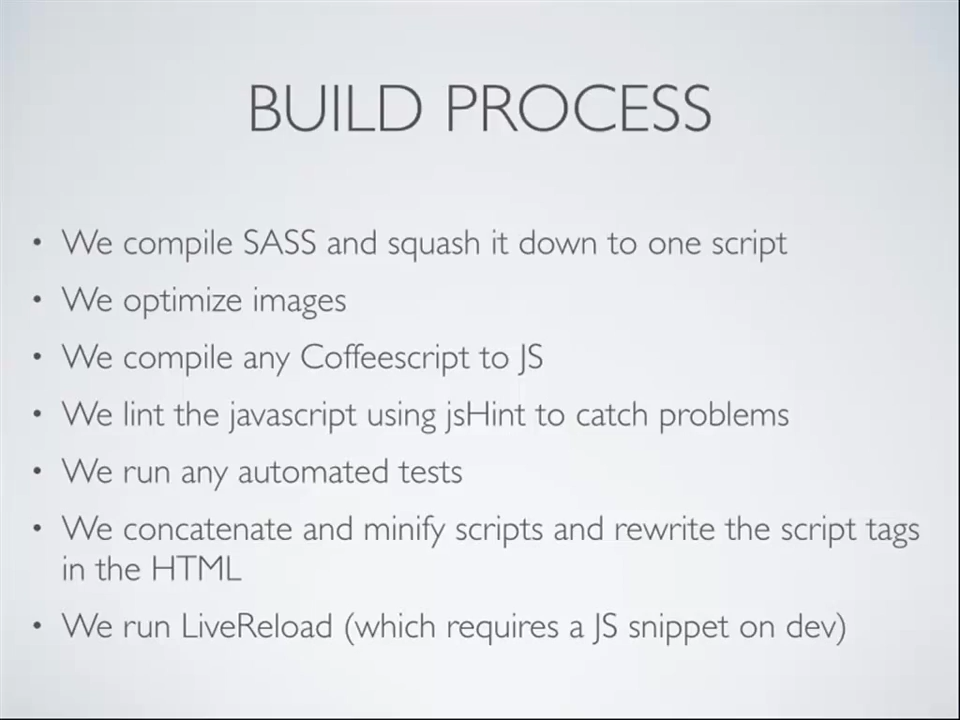 BUILD PROCESS
• We compile SASS and squash it down to one script
• We optimize images
• We compile any Coffeescript to JS
• We lint the javascript using jsHint to catch problems
• We run any automated tests
• We concatenate and minify scripts and rewrite the script tags
in the HTML
• We run LiveReload (which requires a JS snippet on dev)